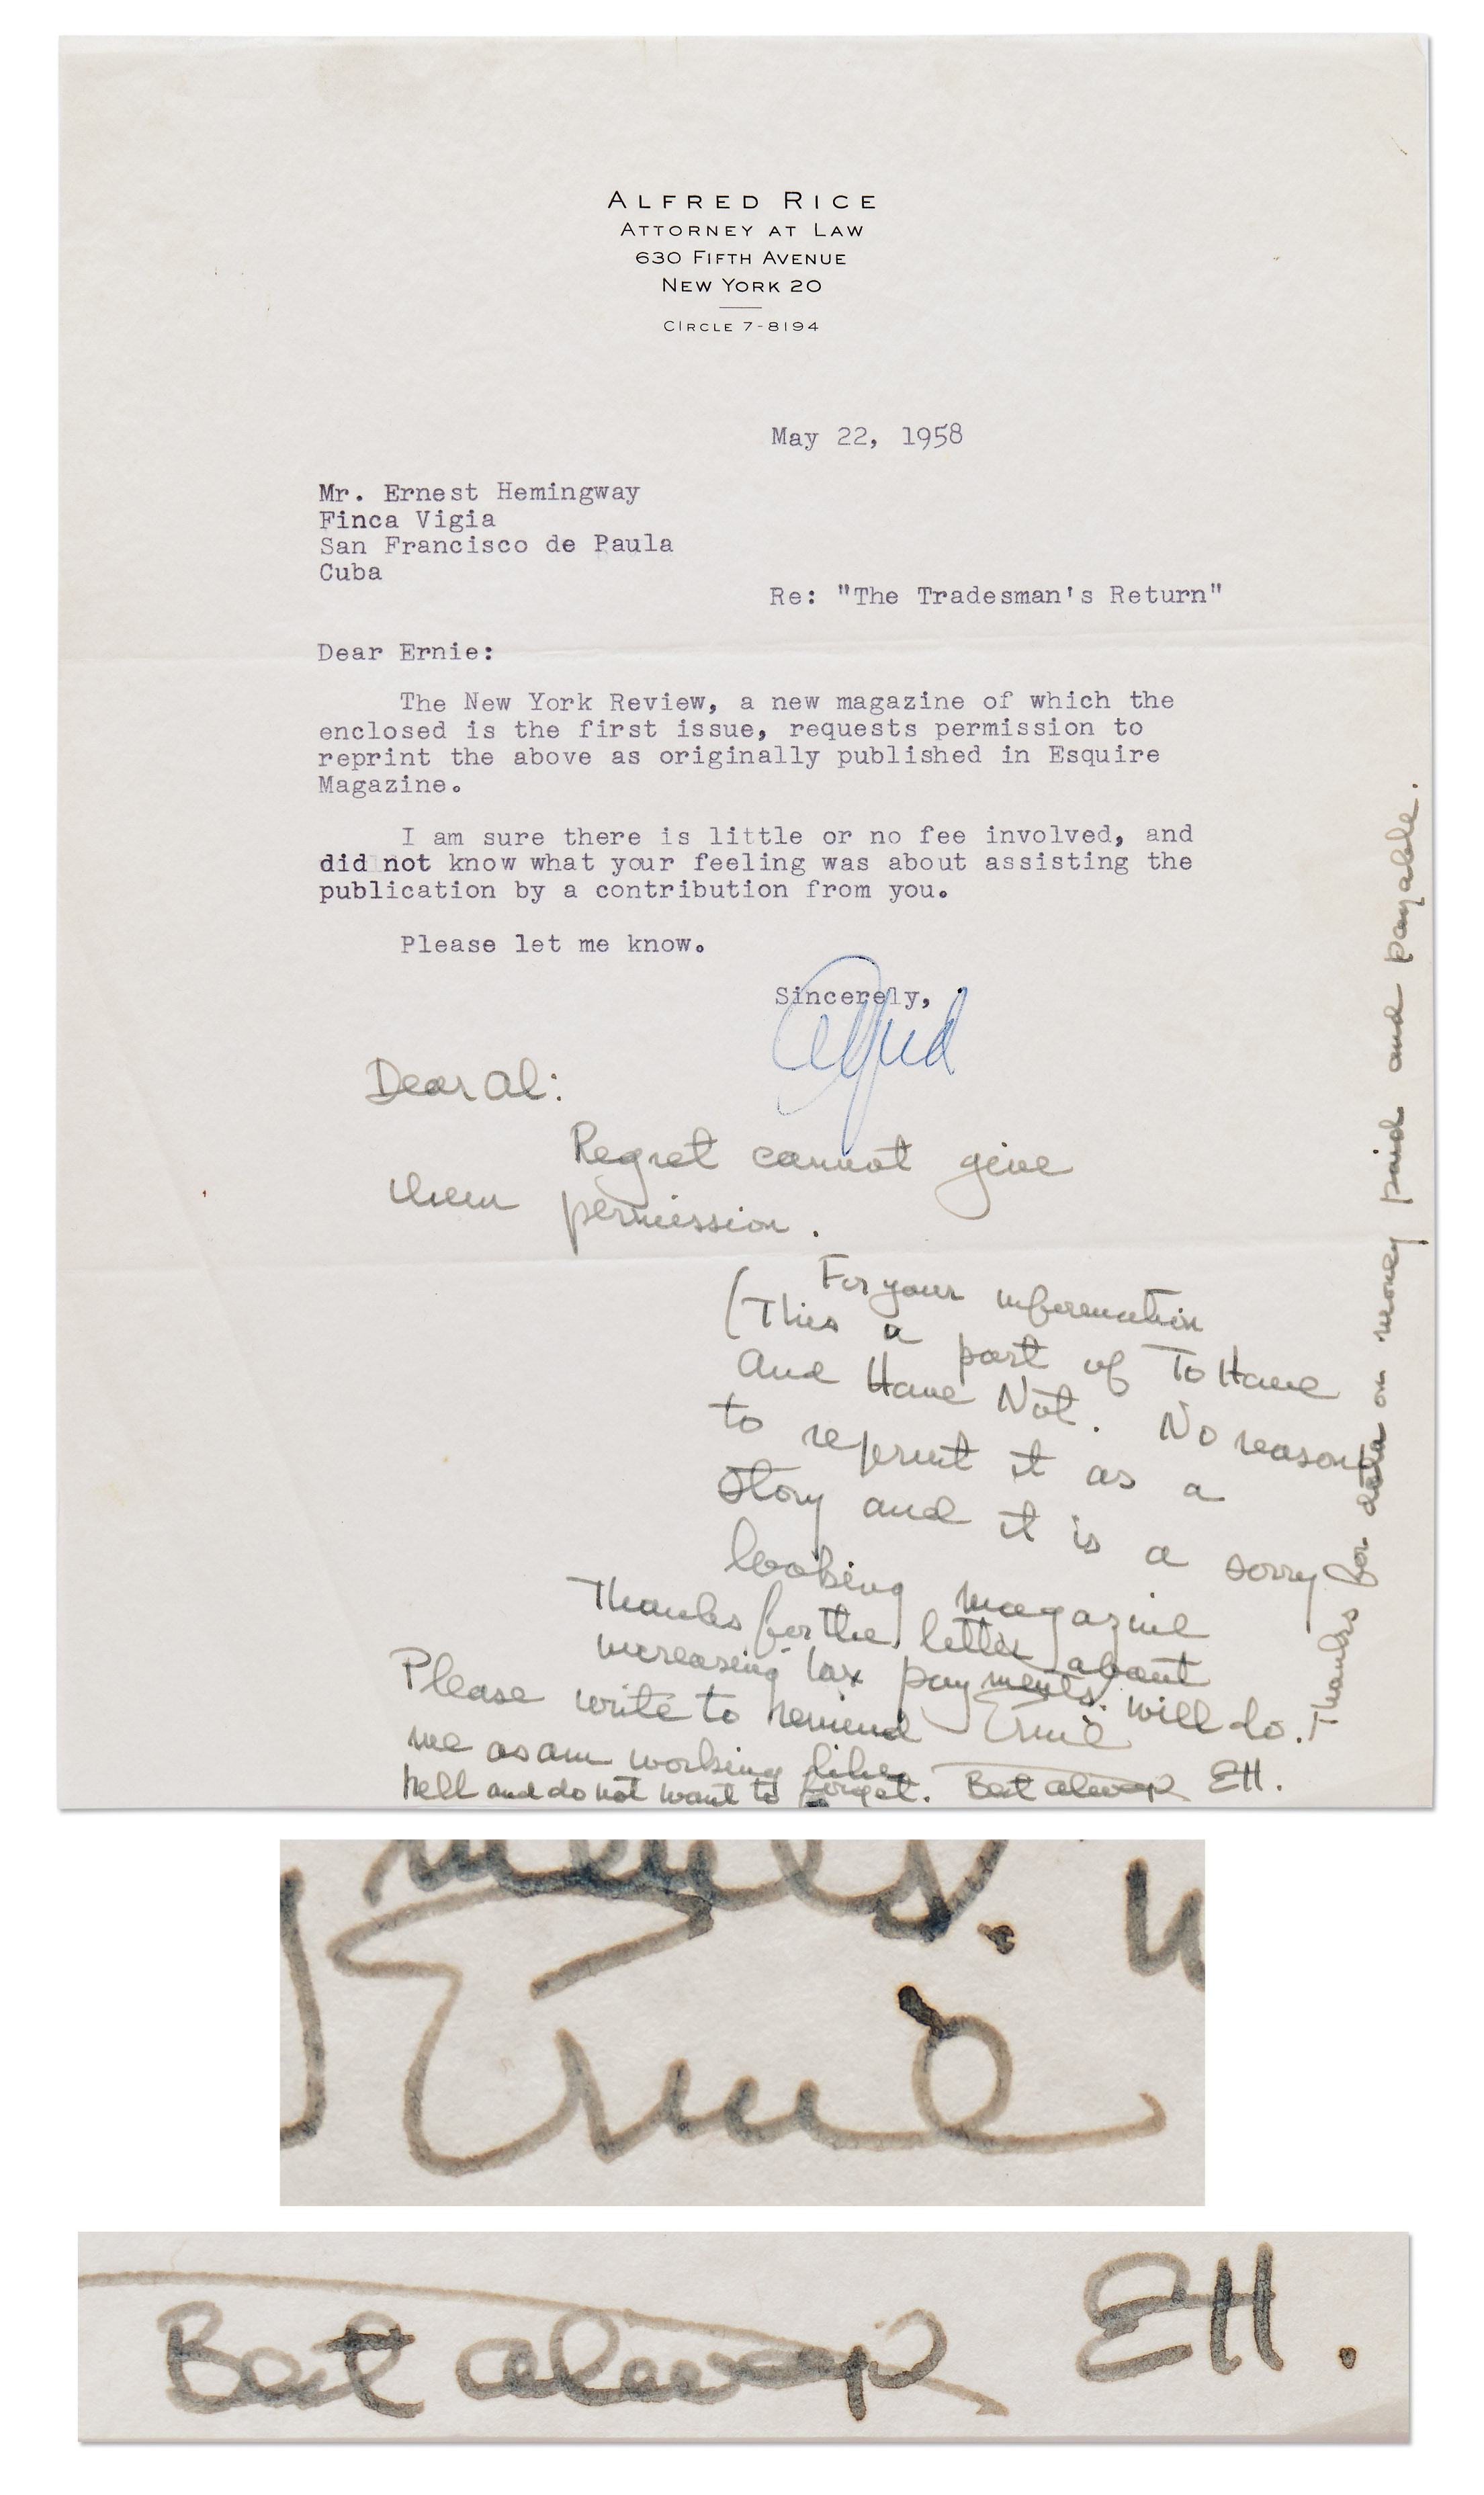 ALFRED RICE
ATTORNEY AT LAW
630 FIFTH AVENUE
NEW YORK 20
CIRCLE 7-8194
May 22, 1958
Mr. Ernest Hemingway
Finca Vigia
San Francisco de Paula
Cuba
Re: "The Tradesman's Return"
Dear Ernie:
The New York Review, a new magazine of which the
enclosed is the first issue, requests permission to
reprint the above as originally published in Esquire
Magazine.
I am sure there is little or no fee involved, and
did not know what your feeling was about assisting the
publication by a contribution from you.
Please let me know.
Sincerely,
Alfred
Dear Al:
Regret cannot give
them permission.
For your information
(This a part of To Have
and Have Not. No reason
to reprint it as a
story and it is a sorry
looking magazine
Thanks for the letter about
increasing tax payments. will do.
Please write to remind
Ernie
me as am working like
hell and do not want to forget. Best always EH.
Thanks for data on money paid and payable.
ments. w
Ernie
Best always EH.